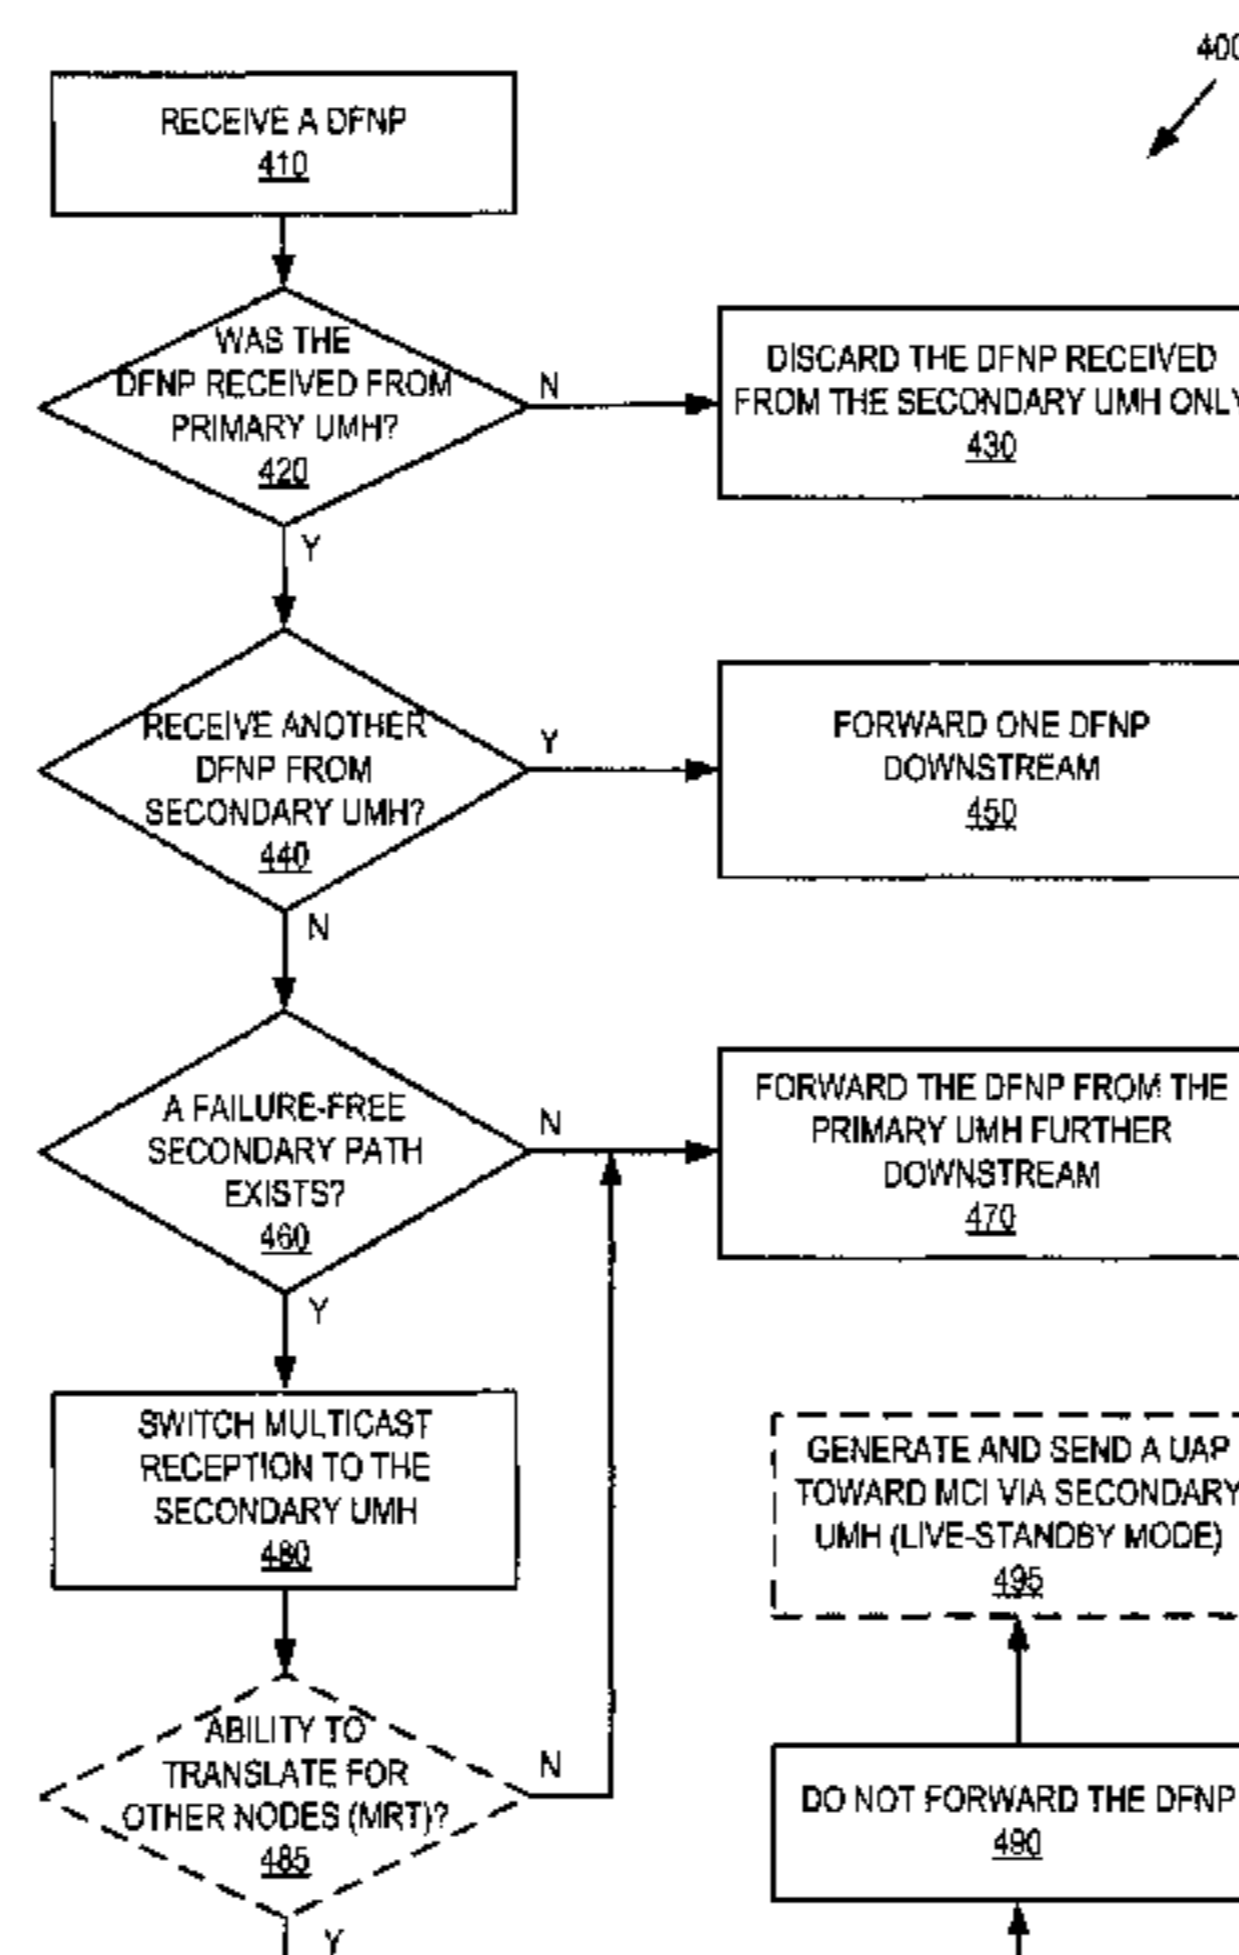 400
RECEIVE A DFNP
410
WAS THE
DFNP RECEIVED FROM
PRIMARY UMH?
420
N
DISCARD THE DFNP RECEIVED
FROM THE SECONDARY UMH ONLY
430
Y
RECEIVE ANOTHER
DFNP FROM
SECONDARY UMH?
440
Y
FORWARD ONE DFNP
DOWNSTREAM
450
N
A FAILURE-FREE
SECONDARY PATH
EXISTS?
460
N
FORWARD THE DFNP FROM THE
PRIMARY UMH FURTHER
DOWNSTREAM
470
Y
SWITCH MULTICAST
RECEPTION TO THE
SECONDARY UMH
480
GENERATE AND SEND A UAP
TOWARD MCI VIA SECONDARY
UMH (LIVE-STANDBY MODE)
495
ABILITY TO
TRANSLATE FOR
OTHER NODES (MRT)?
485
N
DO NOT FORWARD THE DFNP
490
Y